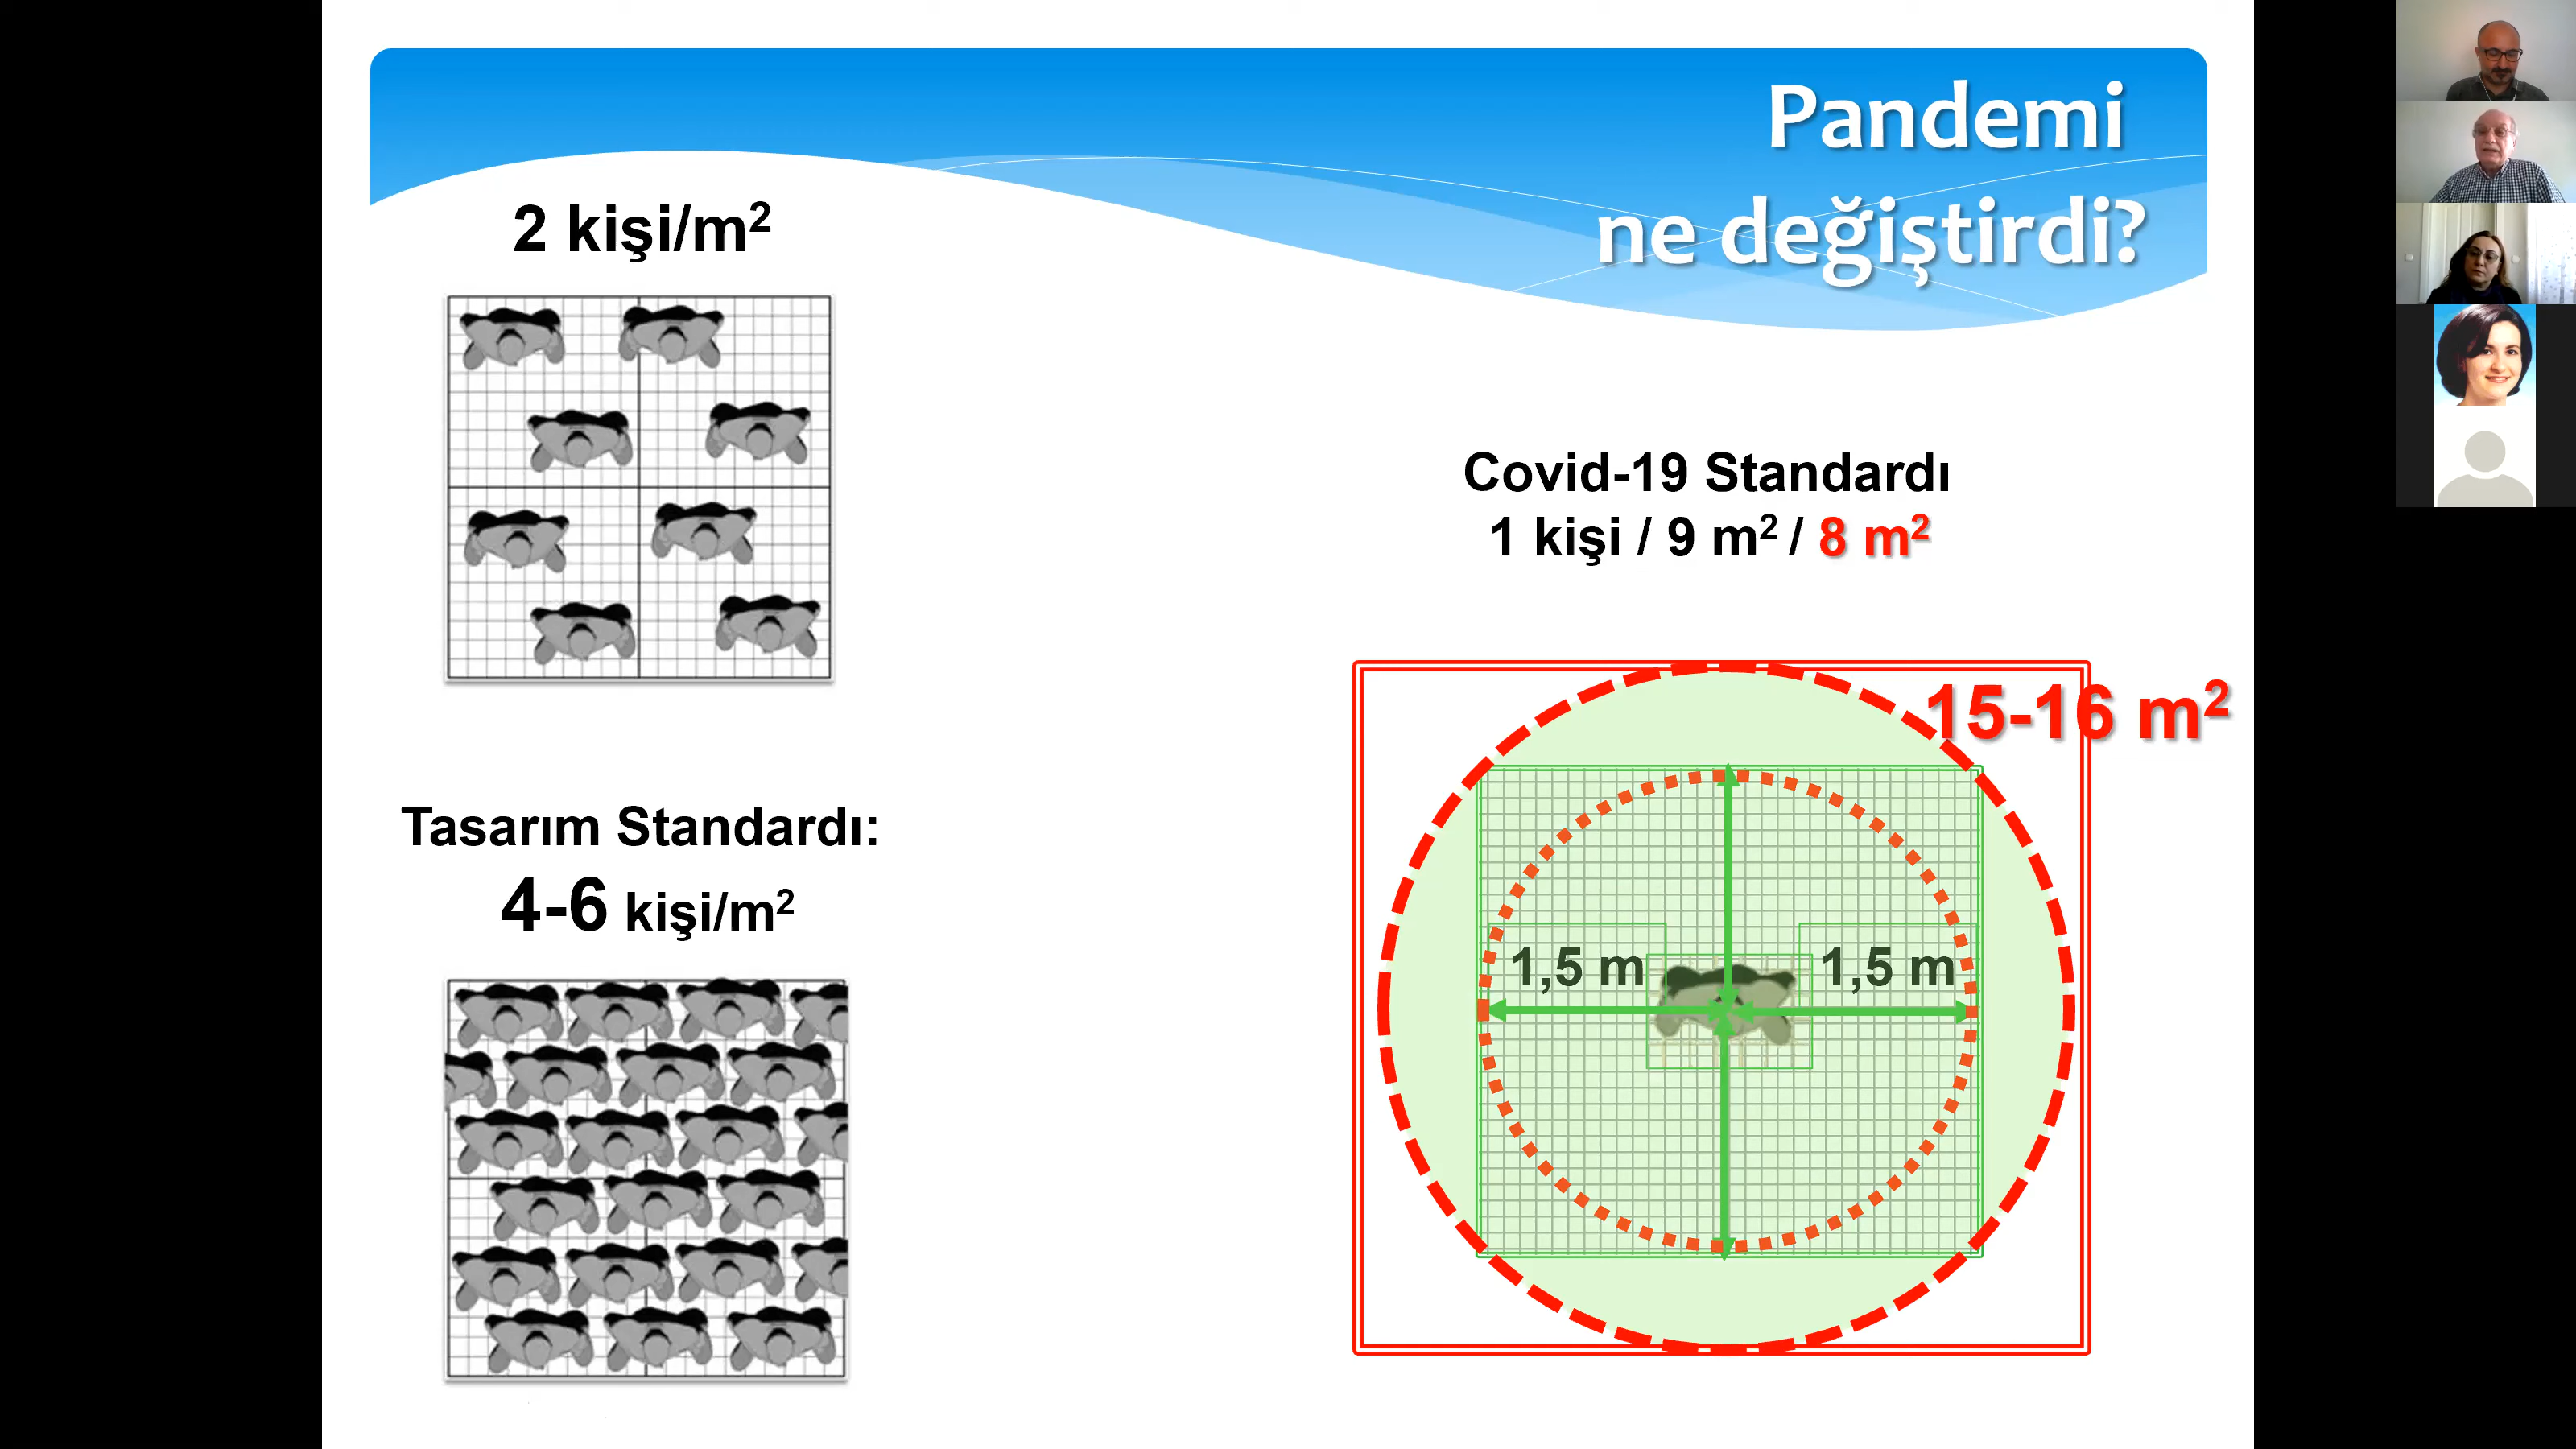 Pandemi
ne değiştirdi?
2 kişi/m²
Covid-19 Standardı
1 kişi / 9 m² / 8 m²
15-16 m²
Tasarım Standardı:
4-6 kişi/m²
1,5 m 1,5 m